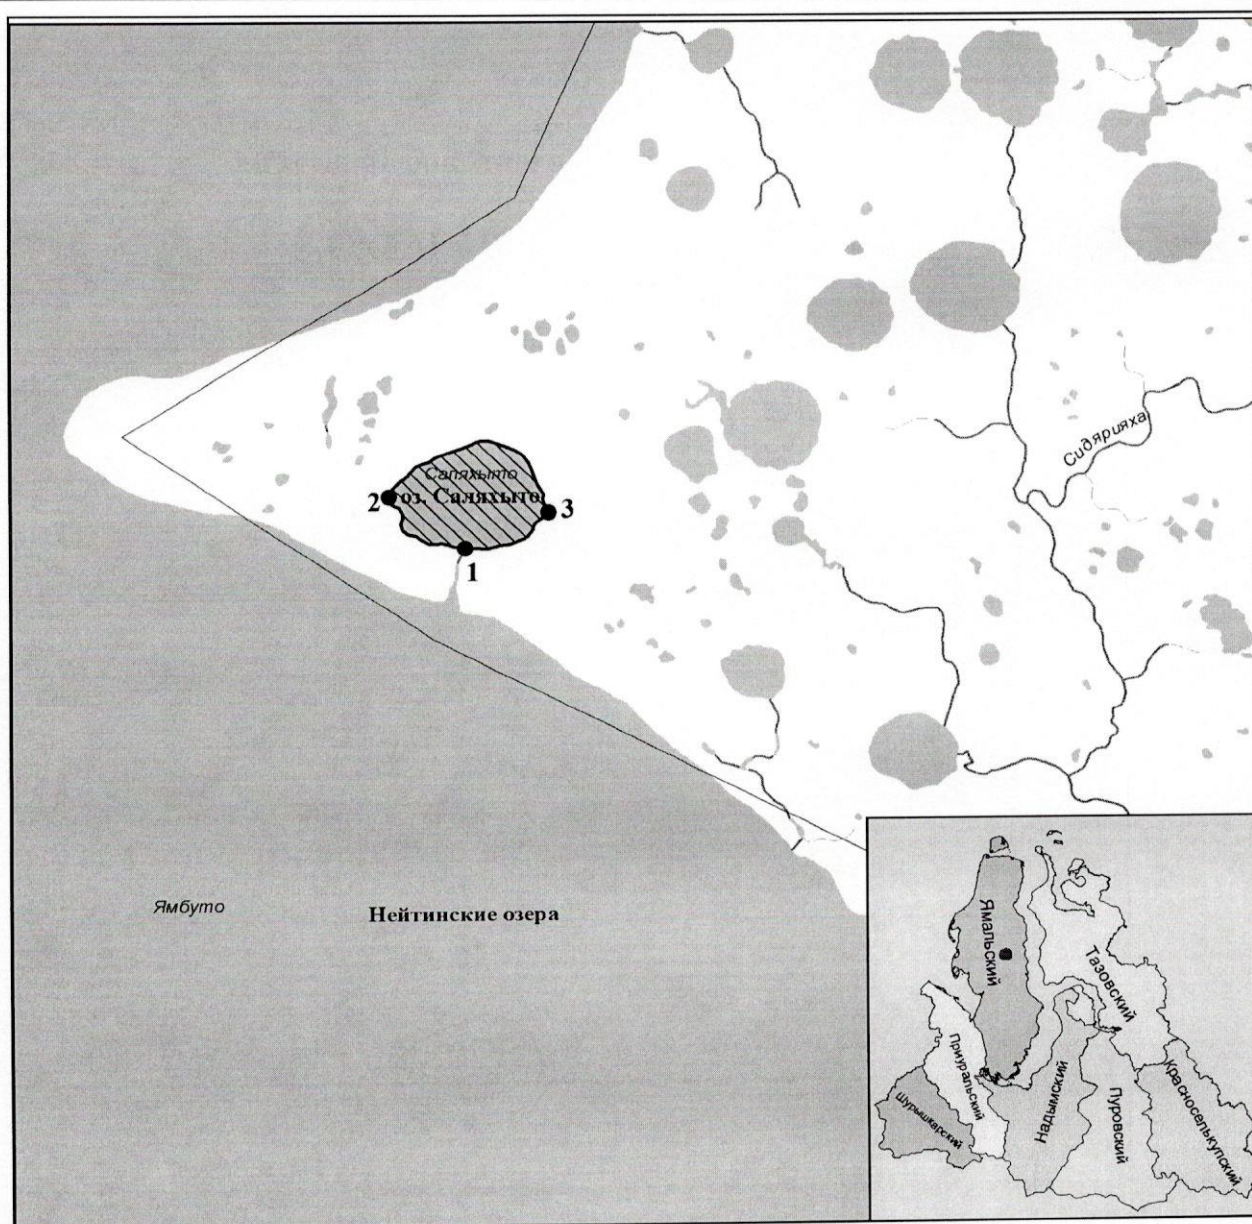 Сидярияха
Саляхыто
2 оз. Саляхыто 3
1
Ямбуто
Нейтинские озера
Ямальский
Тазовский
Приуральский
Шурышкарский
Надымский
Пуровский
Красноселькупский